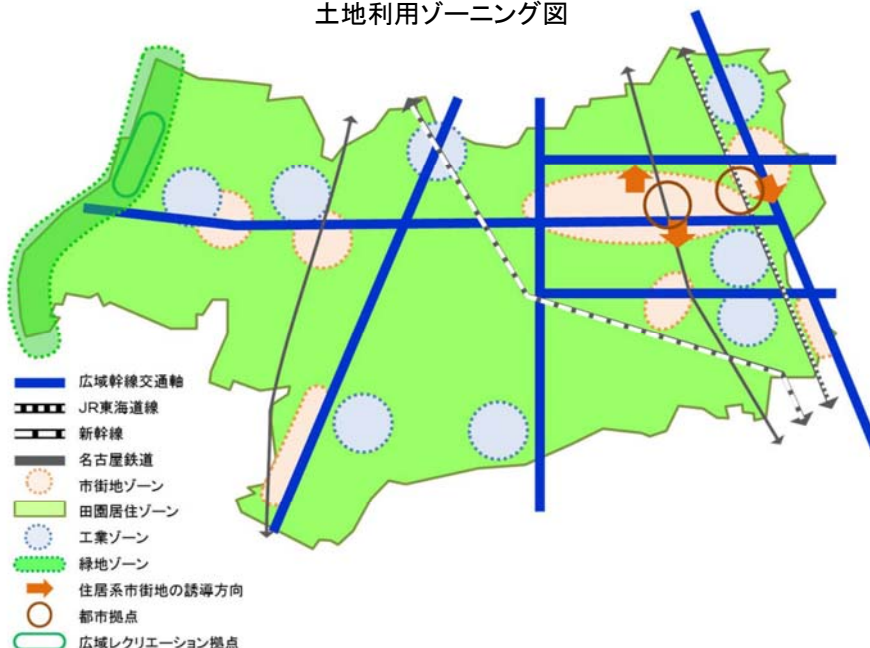 土地利用ゾーニング図
広域幹線交通軸
JR東海道線
新幹線
名古屋鉄道
市街地ゾーン
田園居住ゾーン
工業ゾーン
緑地ゾーン
住居系市街地の誘導方向
都市拠点
広域レクリエーション拠点